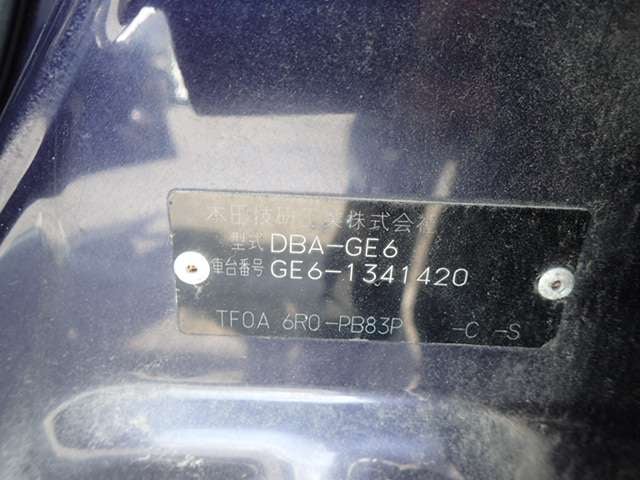 本田技研工業株式会社
型式 DBA-GE6
車台番号 GE6-1341420
TF0A 6R0-PB83P -C -S